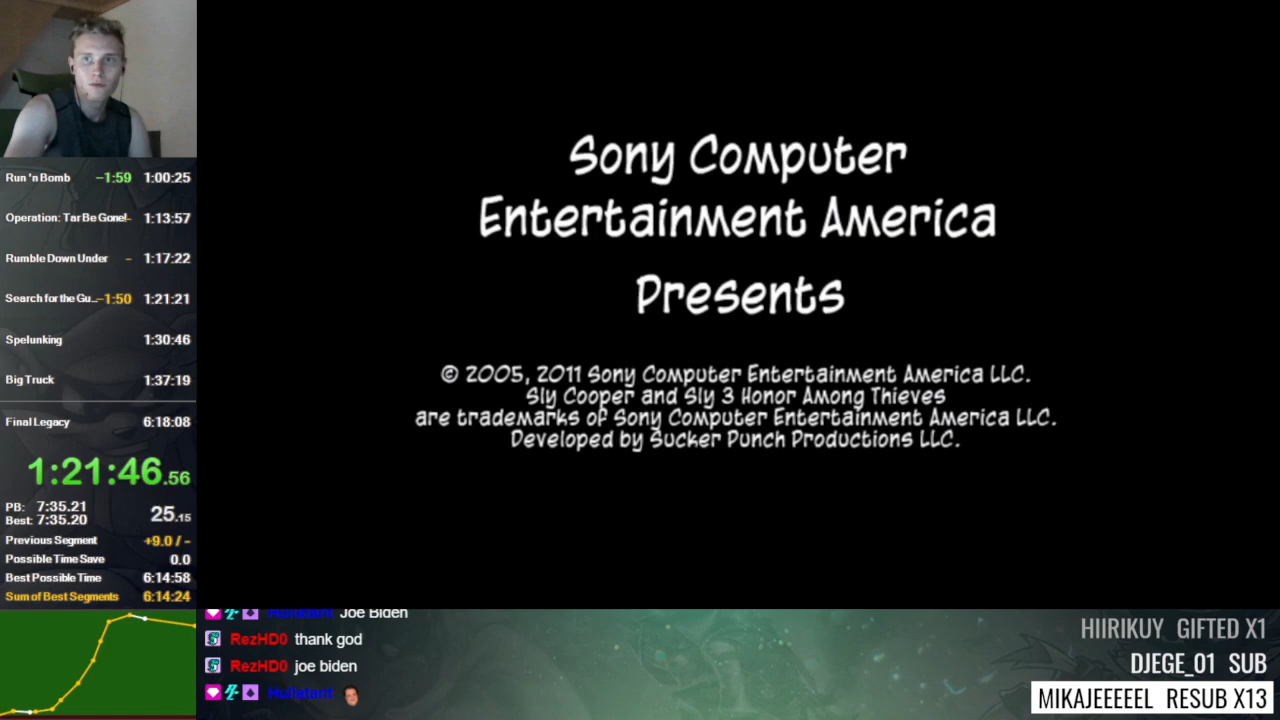 Run 'n Bomb −1:59 1:00:25
Operation: Tar Be Gone! - 1:13:57
Rumble Down Under - 1:17:22
Search for the Gu... −1:50 1:21:21
Spelunking 1:30:46
Big Truck 1:37:19
Final Legacy 6:18:08
1:21:46.56
PB: 7:35.21
Best: 7:35.20
25.15
Previous Segment +9.0 / -
Possible Time Save 0.0
Best Possible Time 6:14:58
Sum of Best Segments 6:14:24
Sony Computer
Entertainment America
Presents
© 2005, 2011 Sony Computer Entertainment America LLC.
Sly Cooper and Sly 3 Honor Among Thieves
are trademarks of Sony Computer Entertainment America LLC.
Developed by Sucker Punch Productions LLC.
Hullatant Joe Biden
RezHD0 thank god
RezHD0 joe biden
Hullatant
HIIRIKUY GIFTED X1
DJEGE_01 SUB
MIKAJEEEEEL RESUB X13